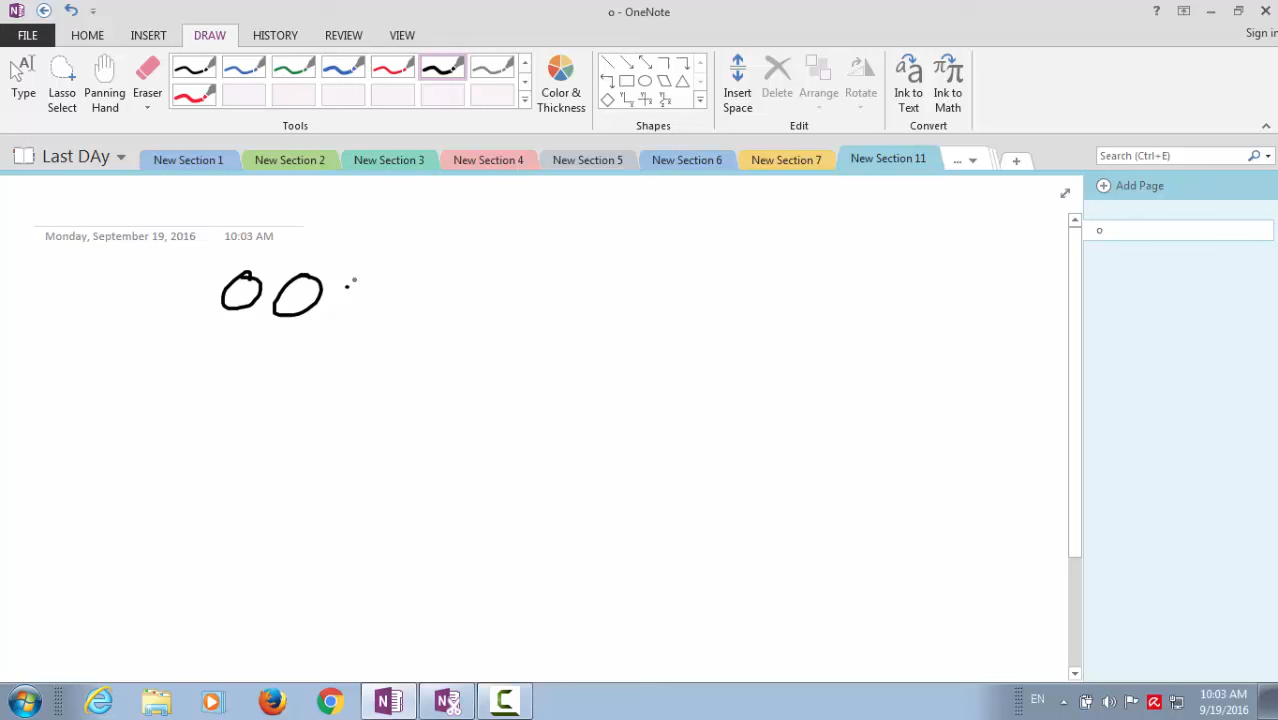 o - OneNote
? Sign in
FILE HOME INSERT DRAW HISTORY REVIEW VIEW
Type Lasso Select Panning Hand Eraser Color & Thickness Insert Space Delete Arrange Rotate Ink to Text Ink to Math
Tools Shapes Edit Convert
Last DAy New Section 1 New Section 2 New Section 3 New Section 4 New Section 5 New Section 6 New Section 7 New Section 11 ... + Search (Ctrl+E)
Add Page
Monday, September 19, 2016 10:03 AM
o
OO
EN 10:03 AM
9/19/2016